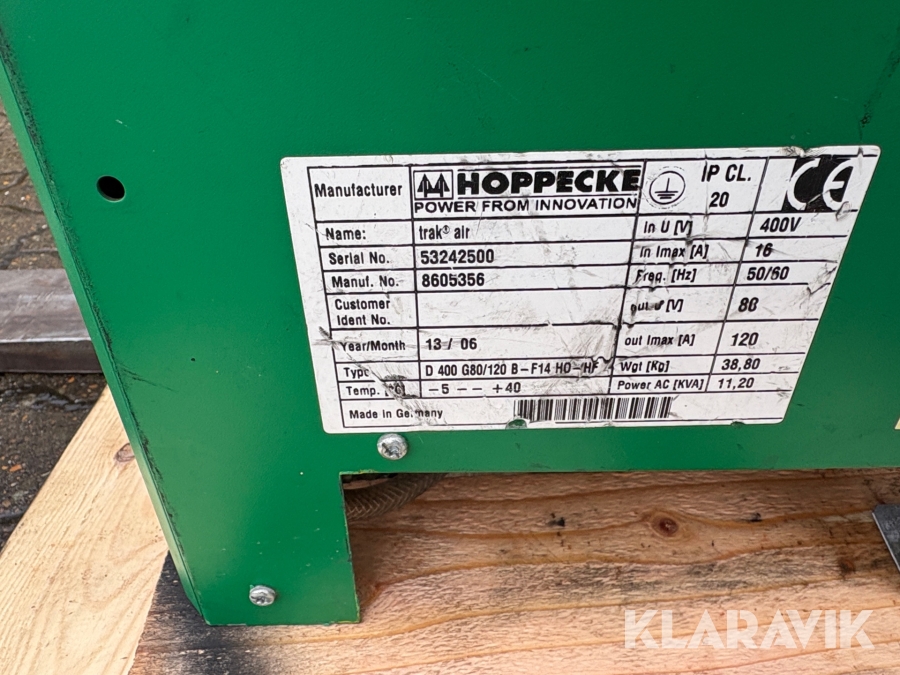 Manufacturer HOPPECKE IP CL. CE
POWER FROM INNOVATION 20
Name: trak® air In U [V] 400V
Serial No. 53242500 in Imax [A] 16
Manuf. No. 8605356 Freq. [Hz] 50/60
Customer
Ident No. [V]
Year/Month 13 / 06 out Imax [A] 120
D 400 G80/120 B-F14 HO-HF Wgt [Kg] 38,80
Temp. -5 -- +40 Power AC [KVA] 11,20
Made in Germany
KLARAVIK